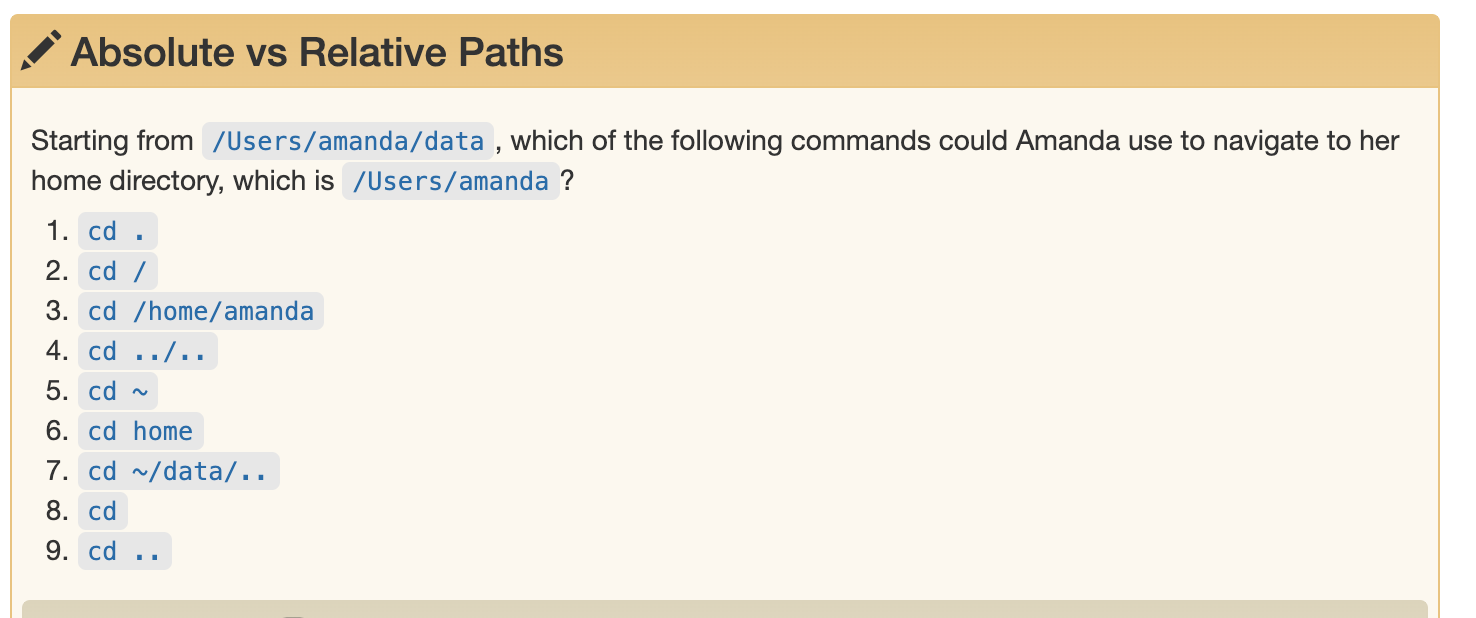 Absolute vs Relative Paths
Starting from /Users/amanda/data, which of the following commands could Amanda use to navigate to her
home directory, which is /Users/amanda?
1. cd .
2. cd /
3. cd /home/amanda
4. cd ../..
5. cd ~
6. cd home
7. cd ~/data/..
8. cd
9. cd ..